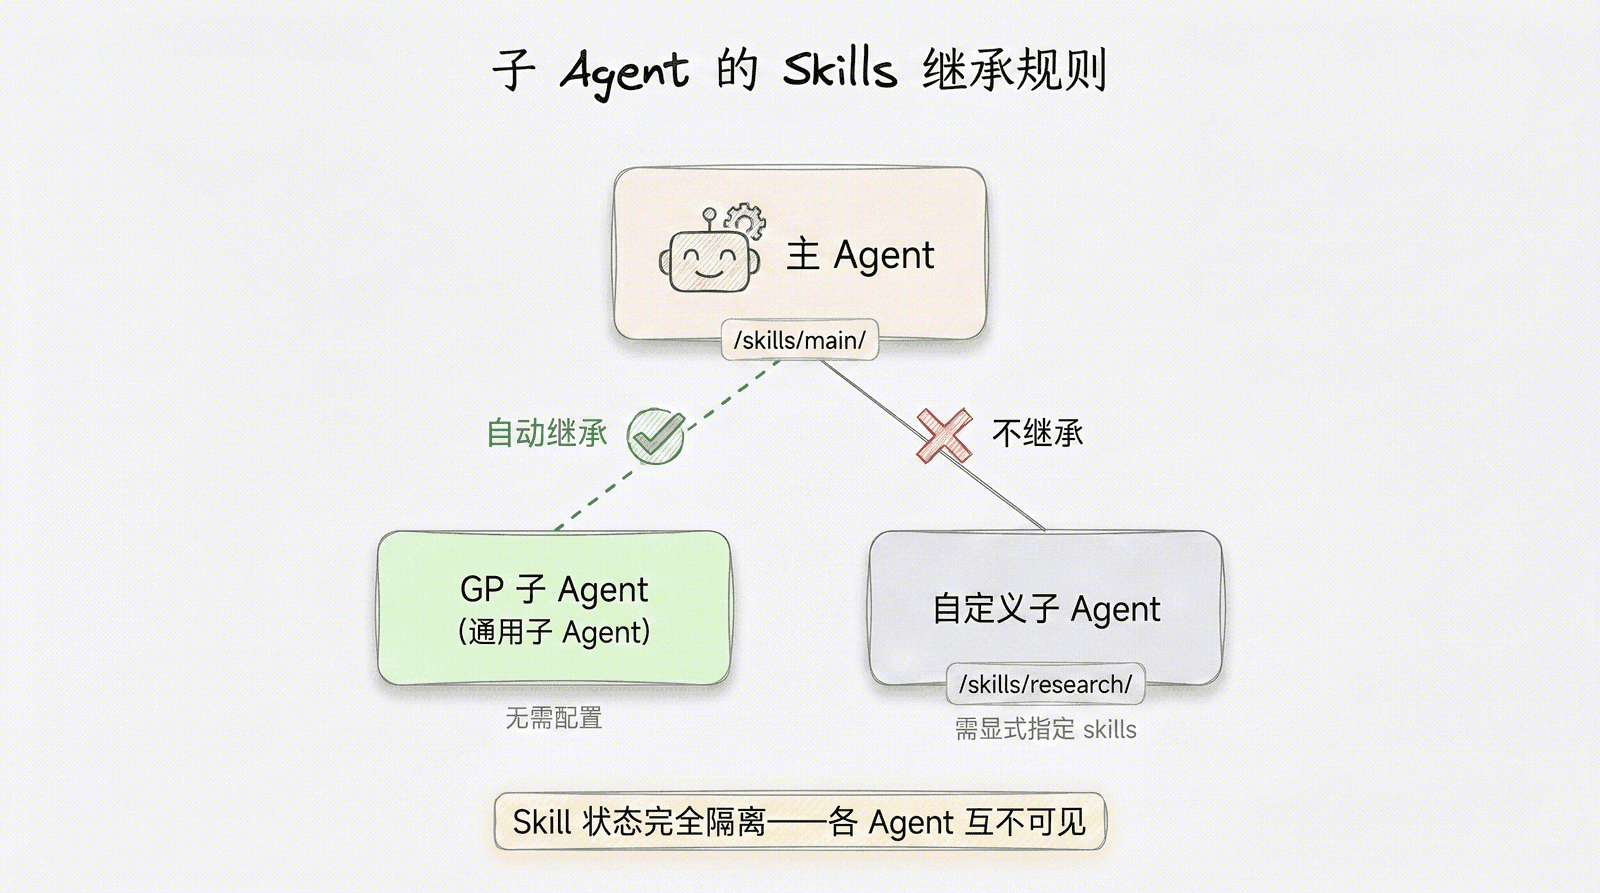 子 Agent 的 Skills 继承规则
主 Agent
/skills/main/
自动继承
不继承
GP 子 Agent
(通用子 Agent)
自定义子 Agent
/skills/research/
无需配置
需显式指定 skills
Skill 状态完全隔离——各 Agent 互不可见